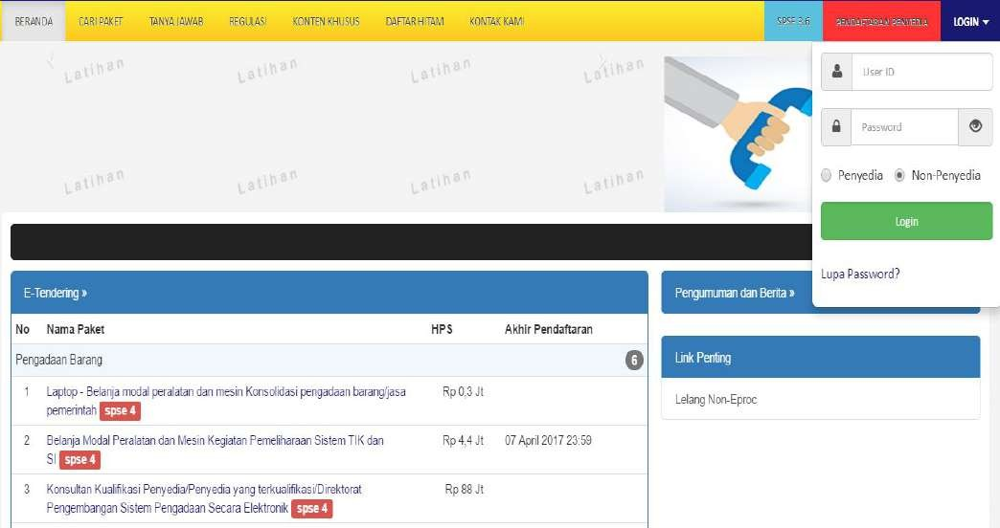 BERANDA CARI PAKET TANYA JAWAB REGULASI KONTEN KHUSUS DAFTAR HITAM KONTAK KAMI SPSE 3.6 PENDAFTARAN PENYEDIA LOGIN
Latihan Latihan Latihan Latihan
User ID
Password
Latihan Latihan Latihan Latihan
Penyedia Non-Penyedia
Login
Lupa Password?
E-Tendering »
No Nama Paket HPS Akhir Pendaftaran
Pengadaan Barang 6
1 Laptop - Belanja modal peralatan dan mesin Konsolidasi pengadaan barang/jasa Rp 0,3 Jt
pemerintah spse 4
2 Belanja Modal Peralatan dan Mesin Kegiatan Pemeliharaan Sistem TIK dan Rp 4,4 Jt 07 April 2017 23:59
SI spse 4
3 Konsultan Kualifikasi Penyedia/Penyedia yang terkualifikasi/Direktorat Rp 88 Jt
Pengembangan Sistem Pengadaan Secara Elektronik spse 4
Pengumuman dan Berita »
Link Penting
Lelang Non-Eproc